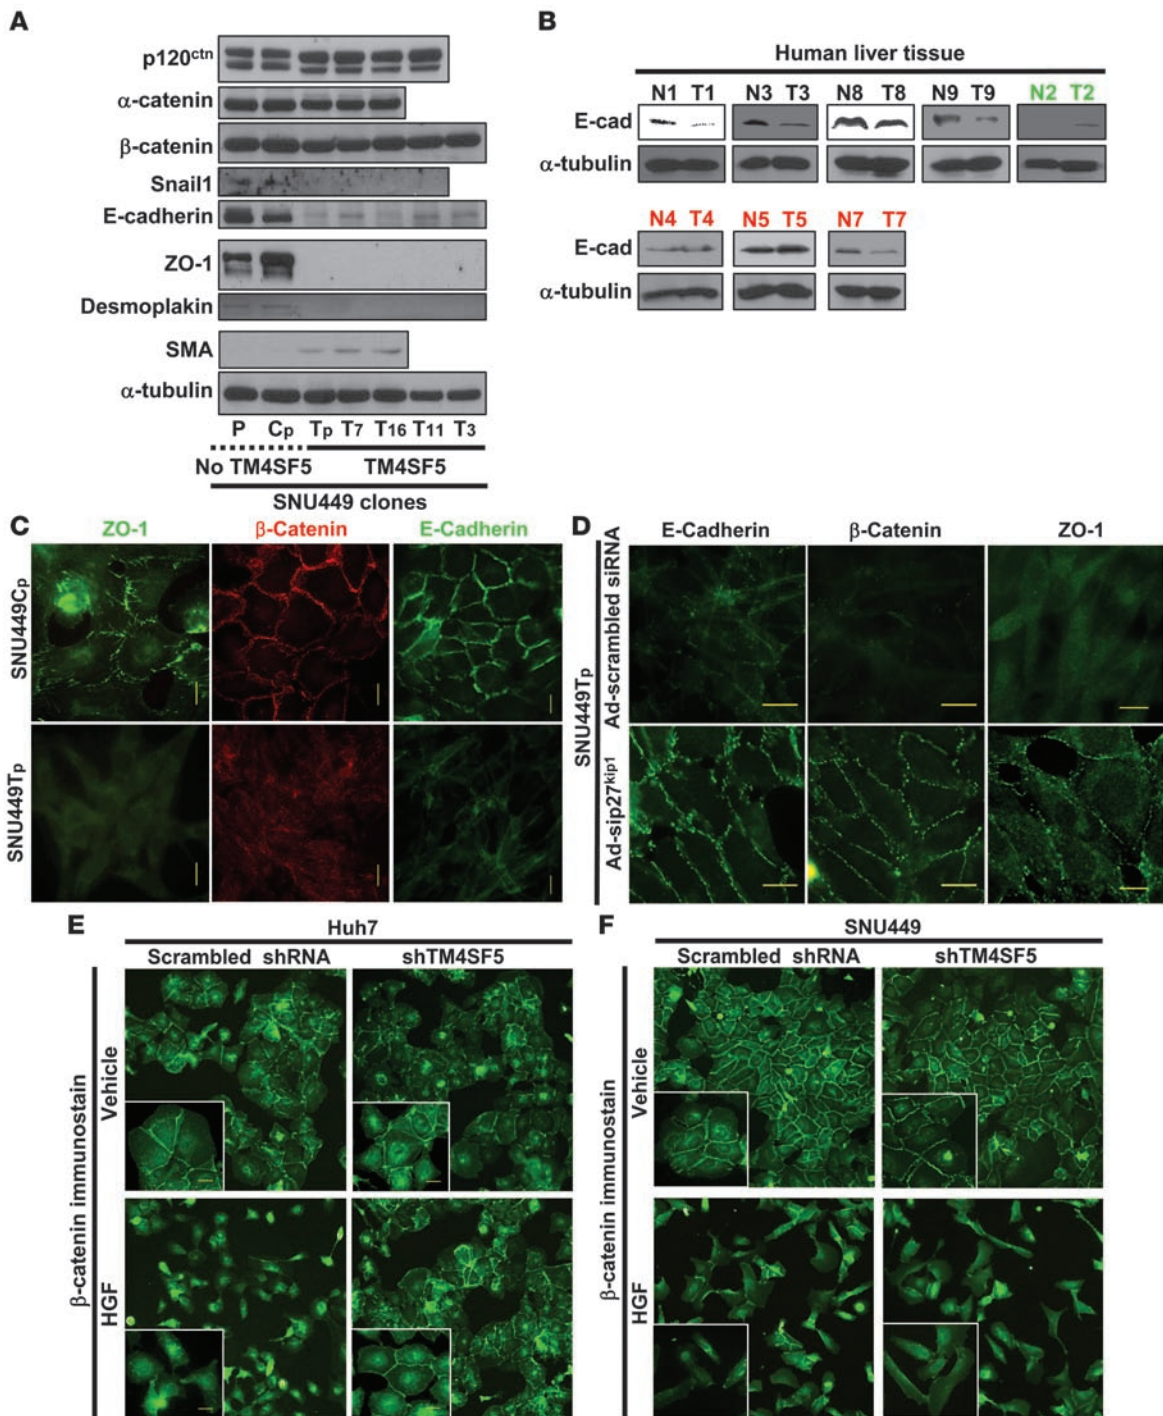 A
p120ctn
α-catenin
β-catenin
Snail1
E-cadherin
ZO-1
Desmoplakin
SMA
α-tubulin
P Cp Tp T7 T16 T11 T3
No TM4SF5 TM4SF5
SNU449 clones
B
Human liver tissue
N1 T1 N3 T3 N8 T8 N9 T9 N2 T2
E-cad
α-tubulin
N4 T4 N5 T5 N7 T7
E-cad
α-tubulin
C
ZO-1 β-Catenin E-Cadherin
SNU449Cp
SNU449Tp
D
E-Cadherin β-Catenin ZO-1
SNU449Tp
Ad-scrambled siRNA
Ad-sip27kip1
E
Huh7
Scrambled shRNA shTM4SF5
β-catenin immunostain
Vehicle
HGF
F
SNU449
Scrambled shRNA shTM4SF5
β-catenin immunostain
Vehicle
HGF